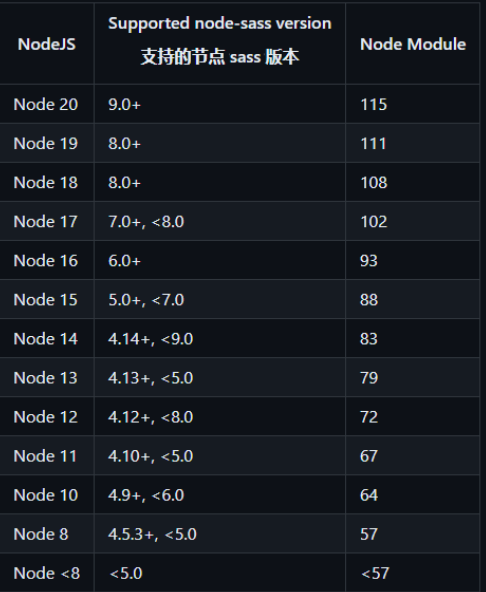 NodeJS Supported node-sass version Node Module
支持的节点 sass 版本
Node 20 9.0+ 115
Node 19 8.0+ 111
Node 18 8.0+ 108
Node 17 7.0+, <8.0 102
Node 16 6.0+ 93
Node 15 5.0+, <7.0 88
Node 14 4.14+, <9.0 83
Node 13 4.13+, <5.0 79
Node 12 4.12+, <8.0 72
Node 11 4.10+, <5.0 67
Node 10 4.9+, <6.0 64
Node 8 4.5.3+, <5.0 57
Node <8 <5.0 <57